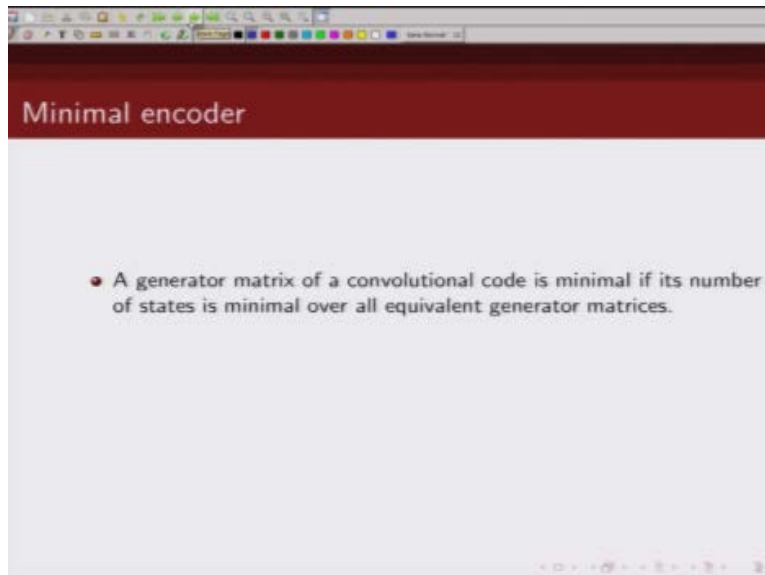 Minimal encoder
A generator matrix of a convolutional code is minimal if its number
of states is minimal over all equivalent generator matrices.